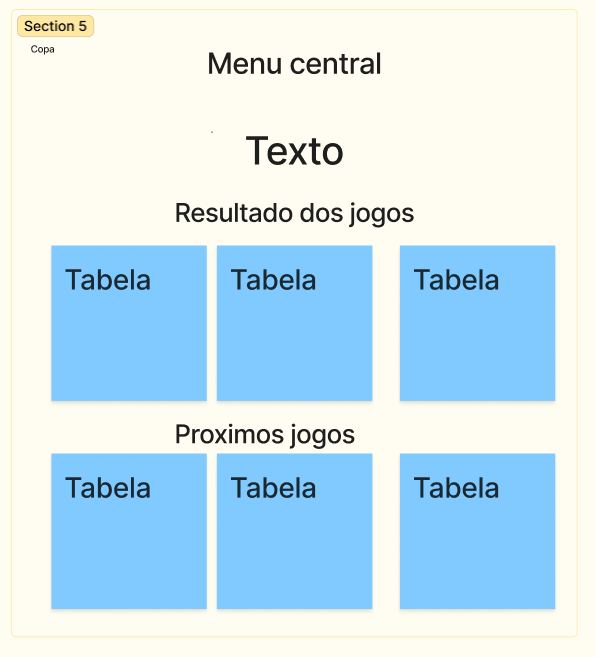 Section 5
Copa
Menu central
Texto
Resultado dos jogos
Tabela
Tabela
Tabela
Proximos jogos
Tabela
Tabela
Tabela